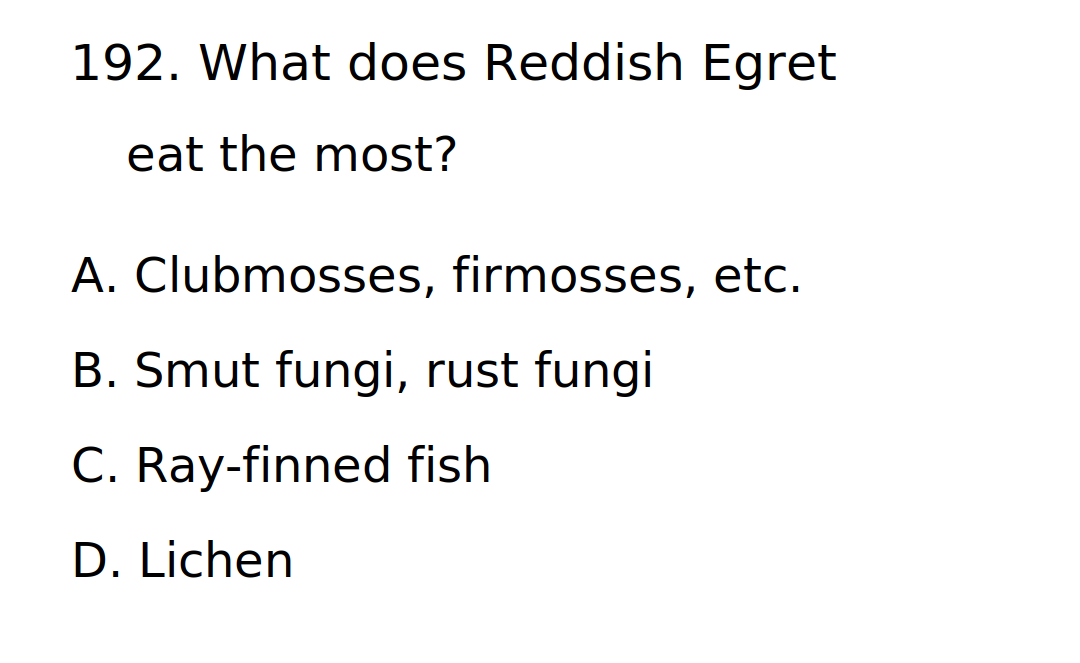 192. What does Reddish Egret
eat the most?
A. Clubmosses, firmosses, etc.
B. Smut fungi, rust fungi
C. Ray-finned fish
D. Lichen